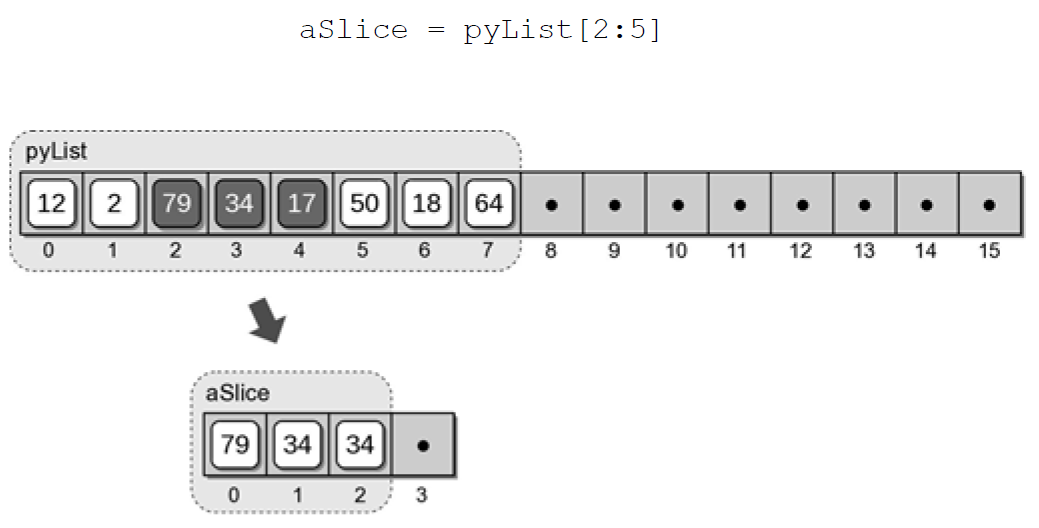 aSlice = pyList[2:5]
pyList
12 2 79 34 17 50 18 64
0 1 2 3 4 5 6 7 8 9 10 11 12 13 14 15
aSlice
79 34 34
0 1 2 3